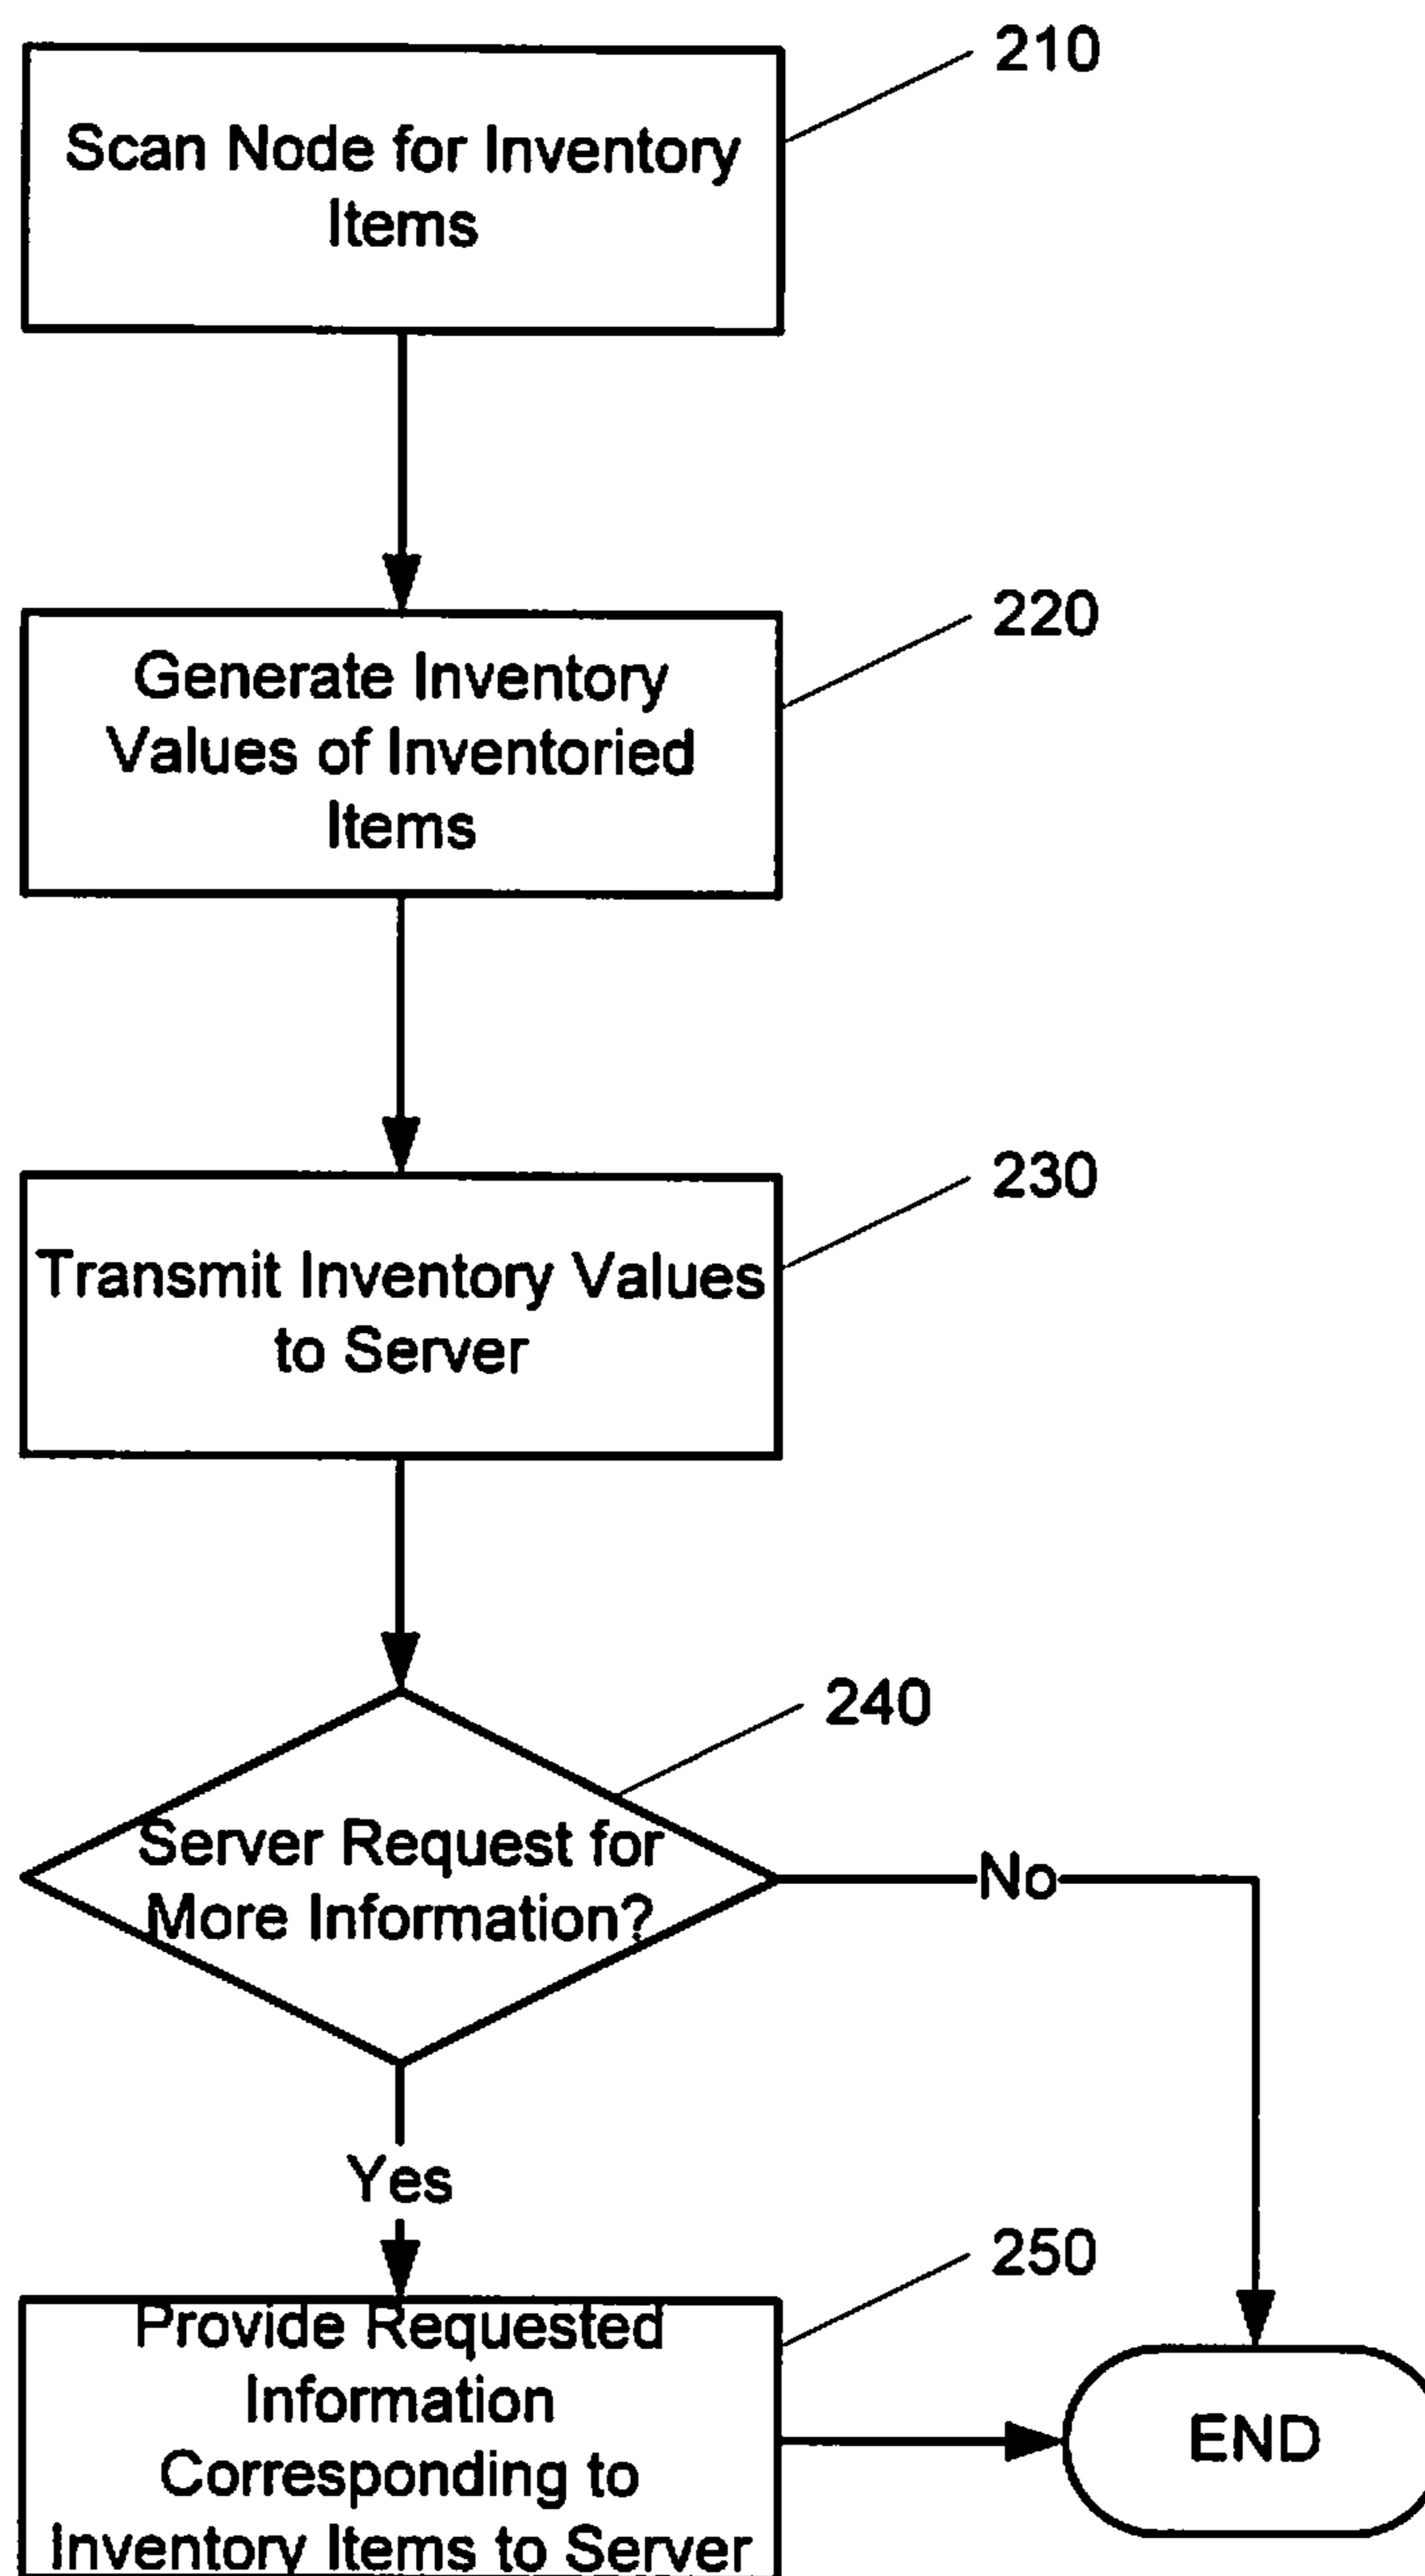 210
Scan Node for Inventory
Items
220
Generate Inventory
Values of Inventoried
Items
230
Transmit Inventory Values
to Server
240
Server Request for
More Information?
No
Yes
250
Provide Requested
Information
Corresponding to
Inventory Items to Server
END